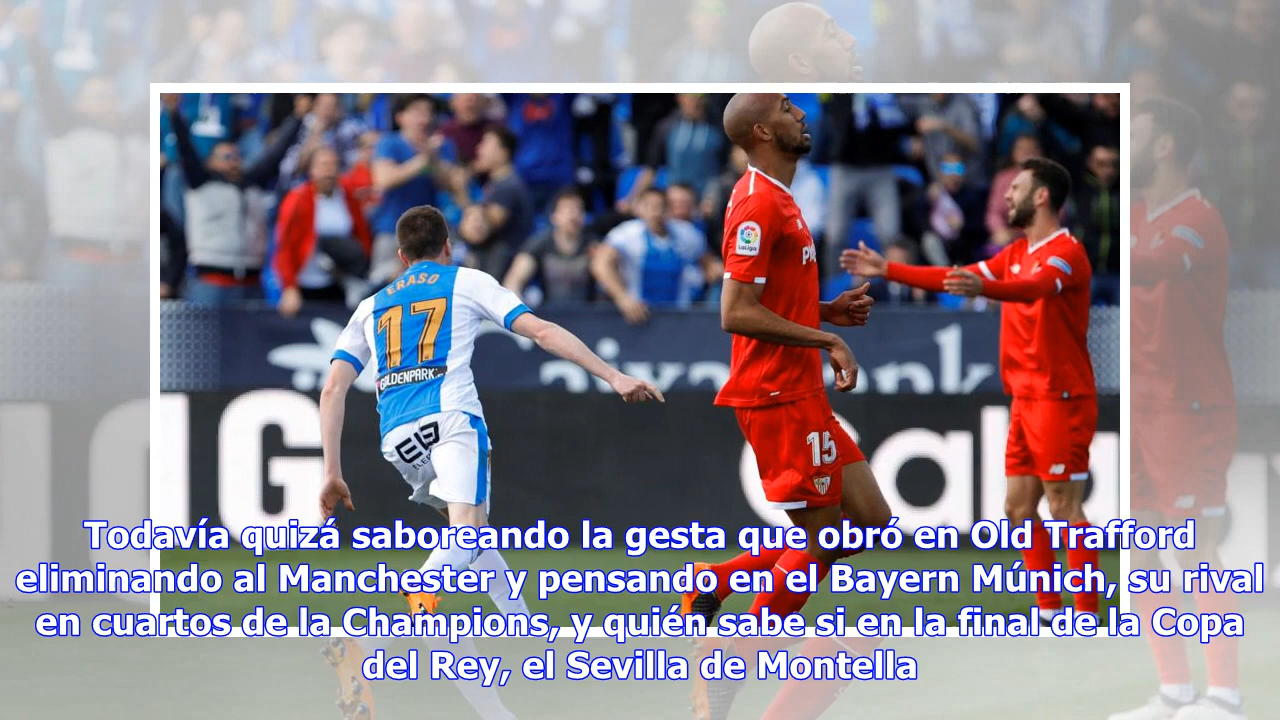 ERASO
17
GOLDENPARK
LaLiga
15
aixabank
Todavía quizá saboreando la gesta que obró en Old Trafford
eliminando al Manchester y pensando en el Bayern Múnich, su rival
en cuartos de la Champions, y quién sabe si en la final de la Copa
del Rey, el Sevilla de Montella